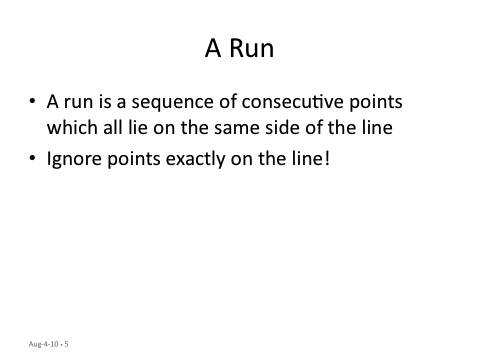 A Run
• A run is a sequence of consecutive points
which all lie on the same side of the line
• Ignore points exactly on the line!
Aug-4-10 • 5